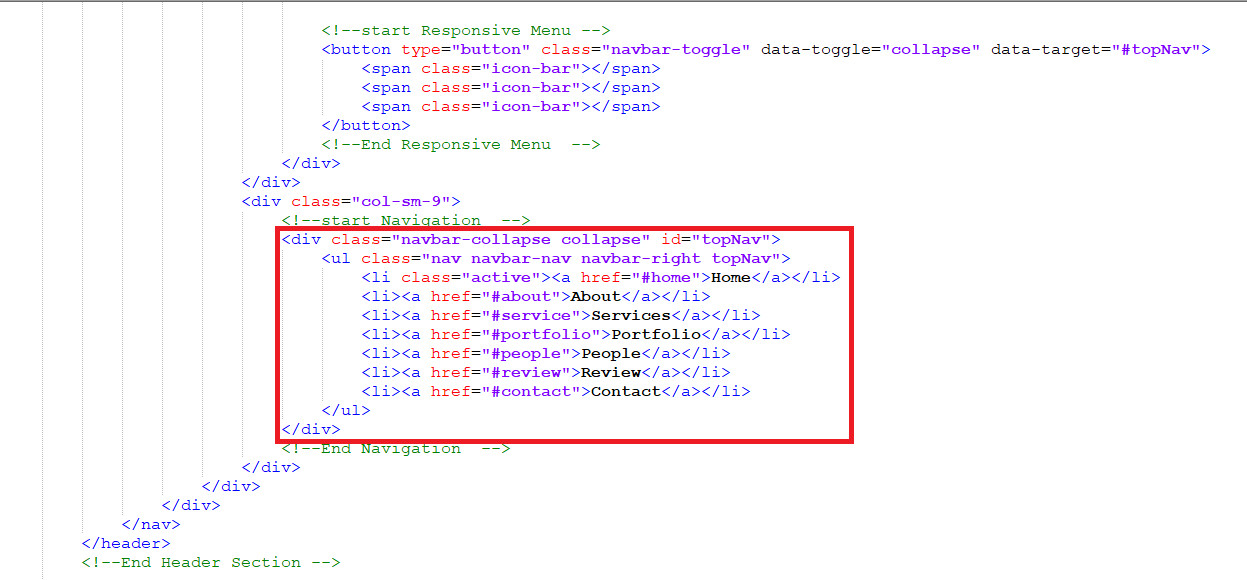 <!--start Responsive Menu -->
<button type="button" class="navbar-toggle" data-toggle="collapse" data-target="#topNav">
<span class="icon-bar"></span>
<span class="icon-bar"></span>
<span class="icon-bar"></span>
</button>
<!--End Responsive Menu  -->
</div>
</div>
<div class="col-sm-9">
<!--start Navigation  -->
<div class="navbar-collapse collapse" id="topNav">
<ul class="nav navbar-nav navbar-right topNav">
<li class="active"><a href="#home">Home</a></li>
<li><a href="#about">About</a></li>
<li><a href="#service">Services</a></li>
<li><a href="#portfolio">Portfolio</a></li>
<li><a href="#people">People</a></li>
<li><a href="#review">Review</a></li>
<li><a href="#contact">Contact</a></li>
</ul>
</div>
<!--End Navigation  -->
</div>
</div>
</div>
</nav>
</header>
<!--End Header Section -->